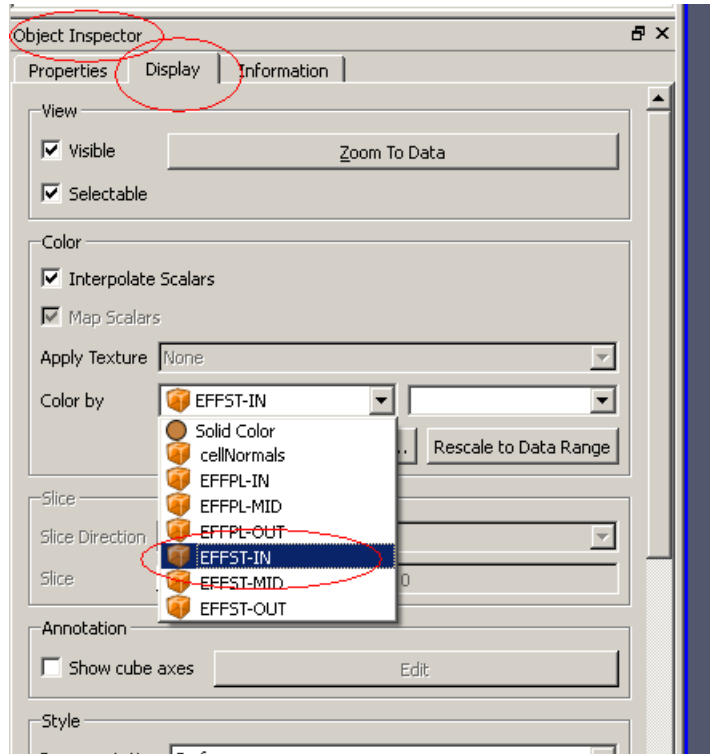 Object Inspector
Properties
Display
Information
View
Visible
Zoom To Data
Selectable
Color
Interpolate Scalars
Map Scalars
Apply Texture
None
Color by
EFFST-IN
Solid Color
cellNormals
EFFPL-IN
EFFPL-MID
EFFPL-OUT
EFFST-IN
EFFST-MID
EFFST-OUT
..
Rescale to Data Range
Slice
Slice Direction
Slice
0
Annotation
Show cube axes
Edit
Style